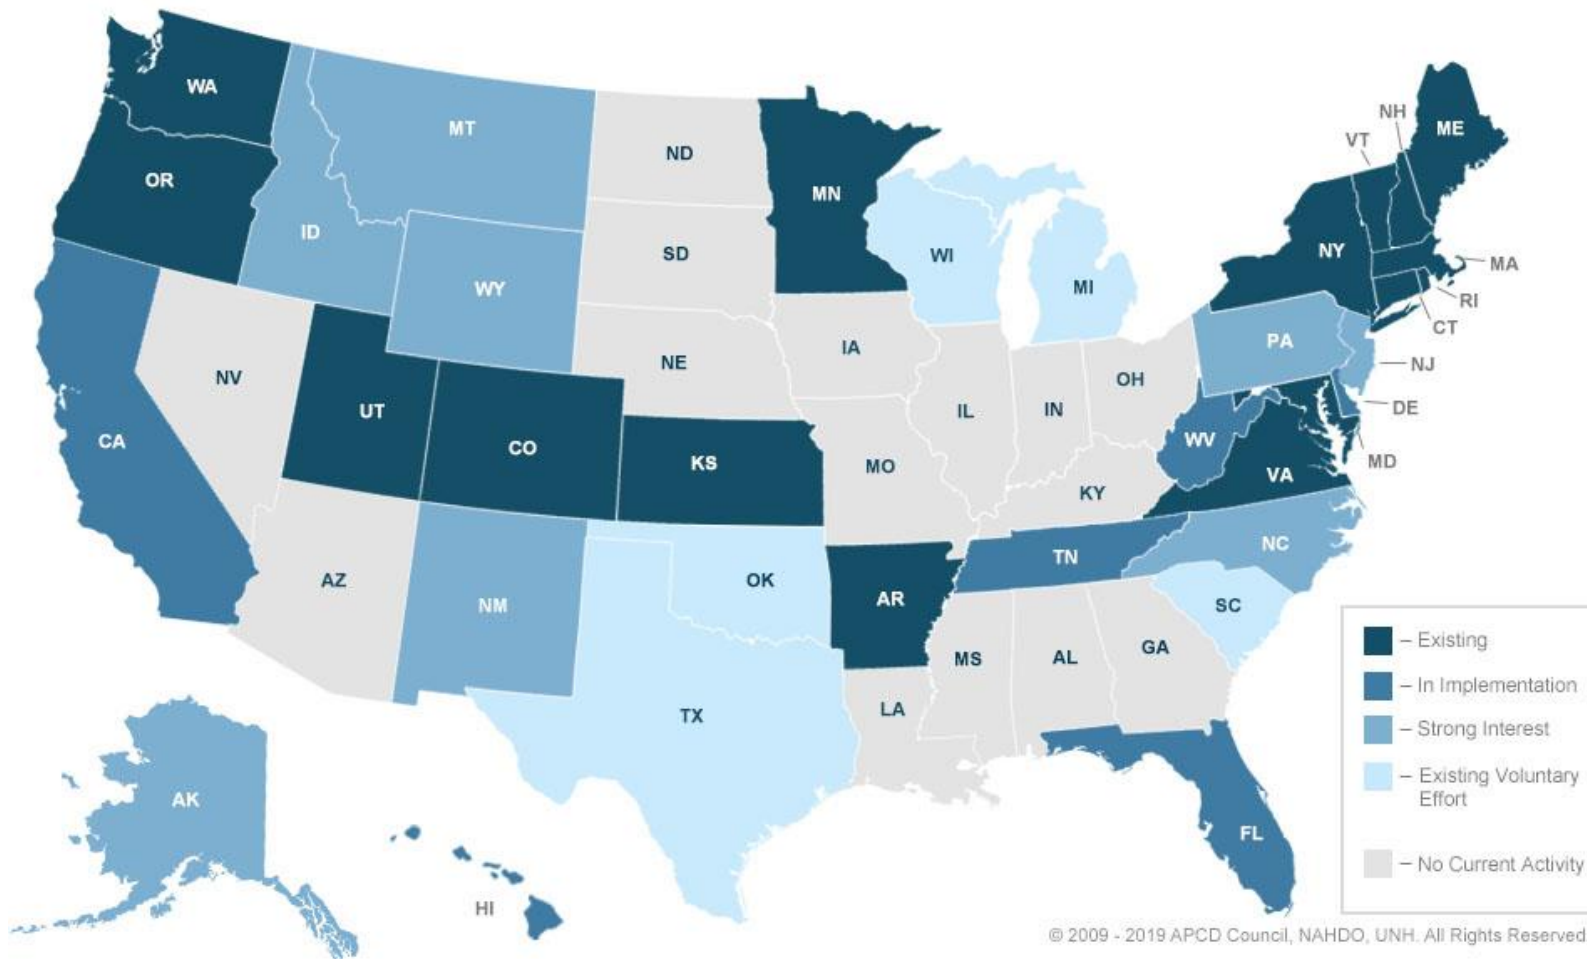 WA
MT
ND
MN
NH
VT
ME
OR
ID
SD
WI
MI
NY
MA
RI
CT
WY
NE
IA
PA
NJ
NV
UT
CO
KS
MO
IL
IN
OH
WV
DE
MD
CA
KY
VA
AZ
NM
OK
AR
TN
NC
SC
TX
LA
MS
AL
GA
AK
HI
FL
– Existing
– In Implementation
– Strong Interest
– Existing Voluntary
Effort
– No Current Activity
© 2009 - 2019 APCD Council, NAHDO, UNH. All Rights Reserved